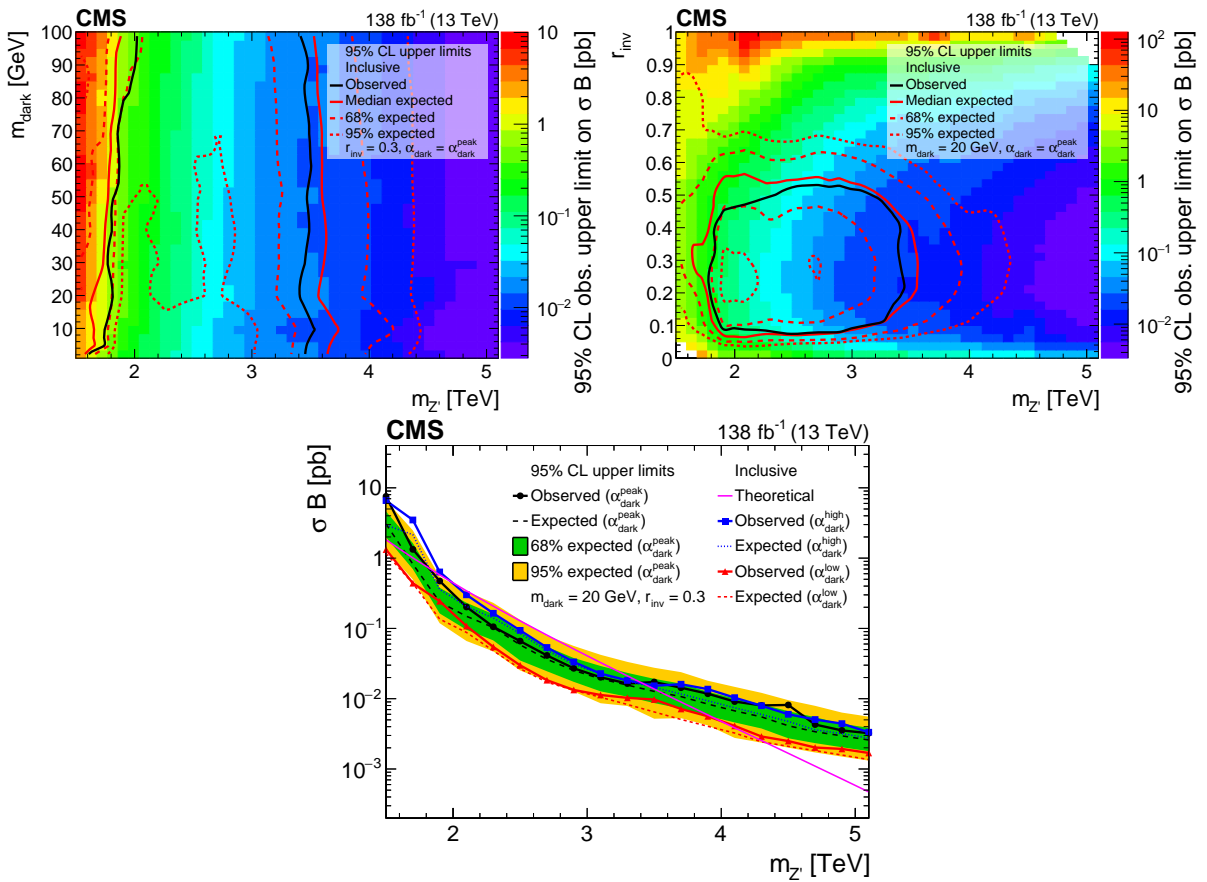 CMS 138 fb⁻¹ (13 TeV)
m_dark [GeV]
100
90
80
70
60
50
40
30
20
10
95% CL upper limits
Inclusive
Observed
Median expected
68% expected
95% expected
r_inv = 0.3, α_dark = α_dark^peak
2 3 4 5
m_Z' [TeV]
10
1
10⁻¹
10⁻²
95% CL obs. upper limit on σ B [pb]
CMS 138 fb⁻¹ (13 TeV)
r_inv
1
0.9
0.8
0.7
0.6
0.5
0.4
0.3
0.2
0.1
0
95% CL upper limits
Inclusive
Observed
Median expected
68% expected
95% expected
m_dark = 20 GeV, α_dark = α_dark^peak
2 3 4 5
m_Z' [TeV]
10²
10
1
10⁻¹
10⁻²
95% CL obs. upper limit on σ B [pb]
CMS 138 fb⁻¹ (13 TeV)
σ B [pb]
10
1
10⁻¹
10⁻²
10⁻³
95% CL upper limits
Observed (α_dark^peak)
Expected (α_dark^peak)
68% expected (α_dark^peak)
95% expected (α_dark^peak)
m_dark = 20 GeV, r_inv = 0.3
Inclusive
Theoretical
Observed (α_dark^high)
Expected (α_dark^high)
Observed (α_dark^low)
Expected (α_dark^low)
2 3 4 5
m_Z' [TeV]